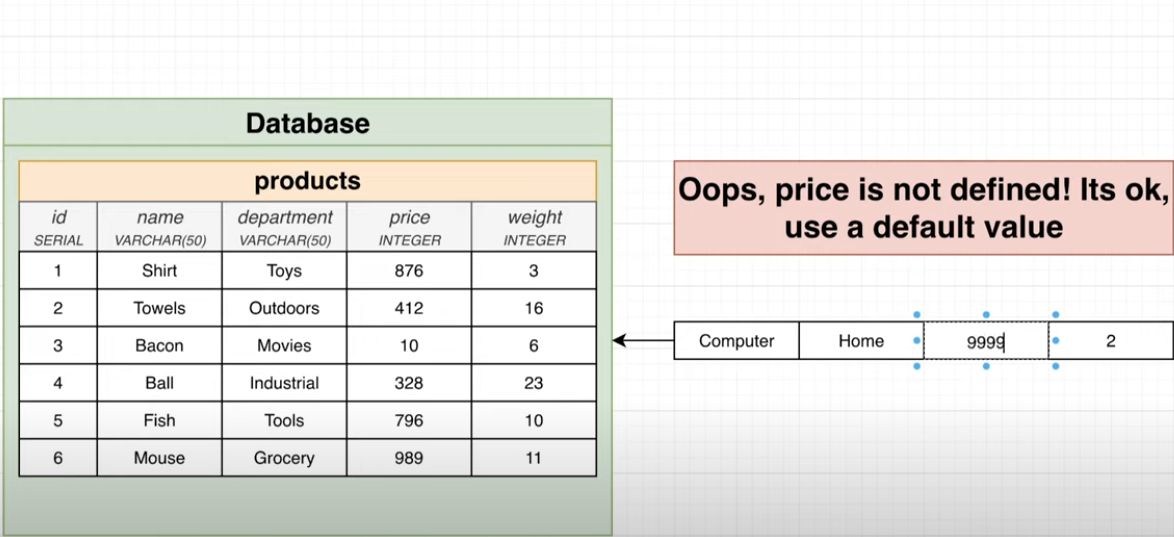 Database
products
id name department price weight
SERIAL VARCHAR(50) VARCHAR(50) INTEGER INTEGER
1 Shirt Toys 876 3
2 Towels Outdoors 412 16
3 Bacon Movies 10 6
4 Ball Industrial 328 23
5 Fish Tools 796 10
6 Mouse Grocery 989 11
Oops, price is not defined! Its ok,
use a default value
Computer Home 9999 2